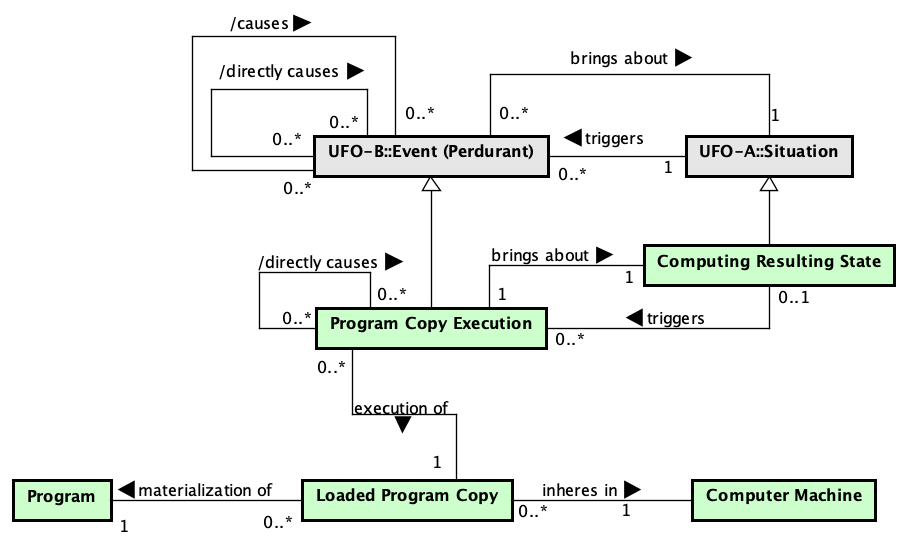 /causes ▶
/directly causes ▶
brings about ▶
0..*
0..*
0..*
0..*
1
◀ triggers
UFO-B::Event (Perdurant)
UFO-A::Situation
0..*
1
0..*
/directly causes ▶
brings about ▶
Computing Resulting State
1
0..*
1
0..1
0..*
Program Copy Execution
◀ triggers
0..*
0..*
execution of
▼
1
Program
◀ materialization of
Loaded Program Copy
inheres in ▶
Computer Machine
1
0..*
0..*
1